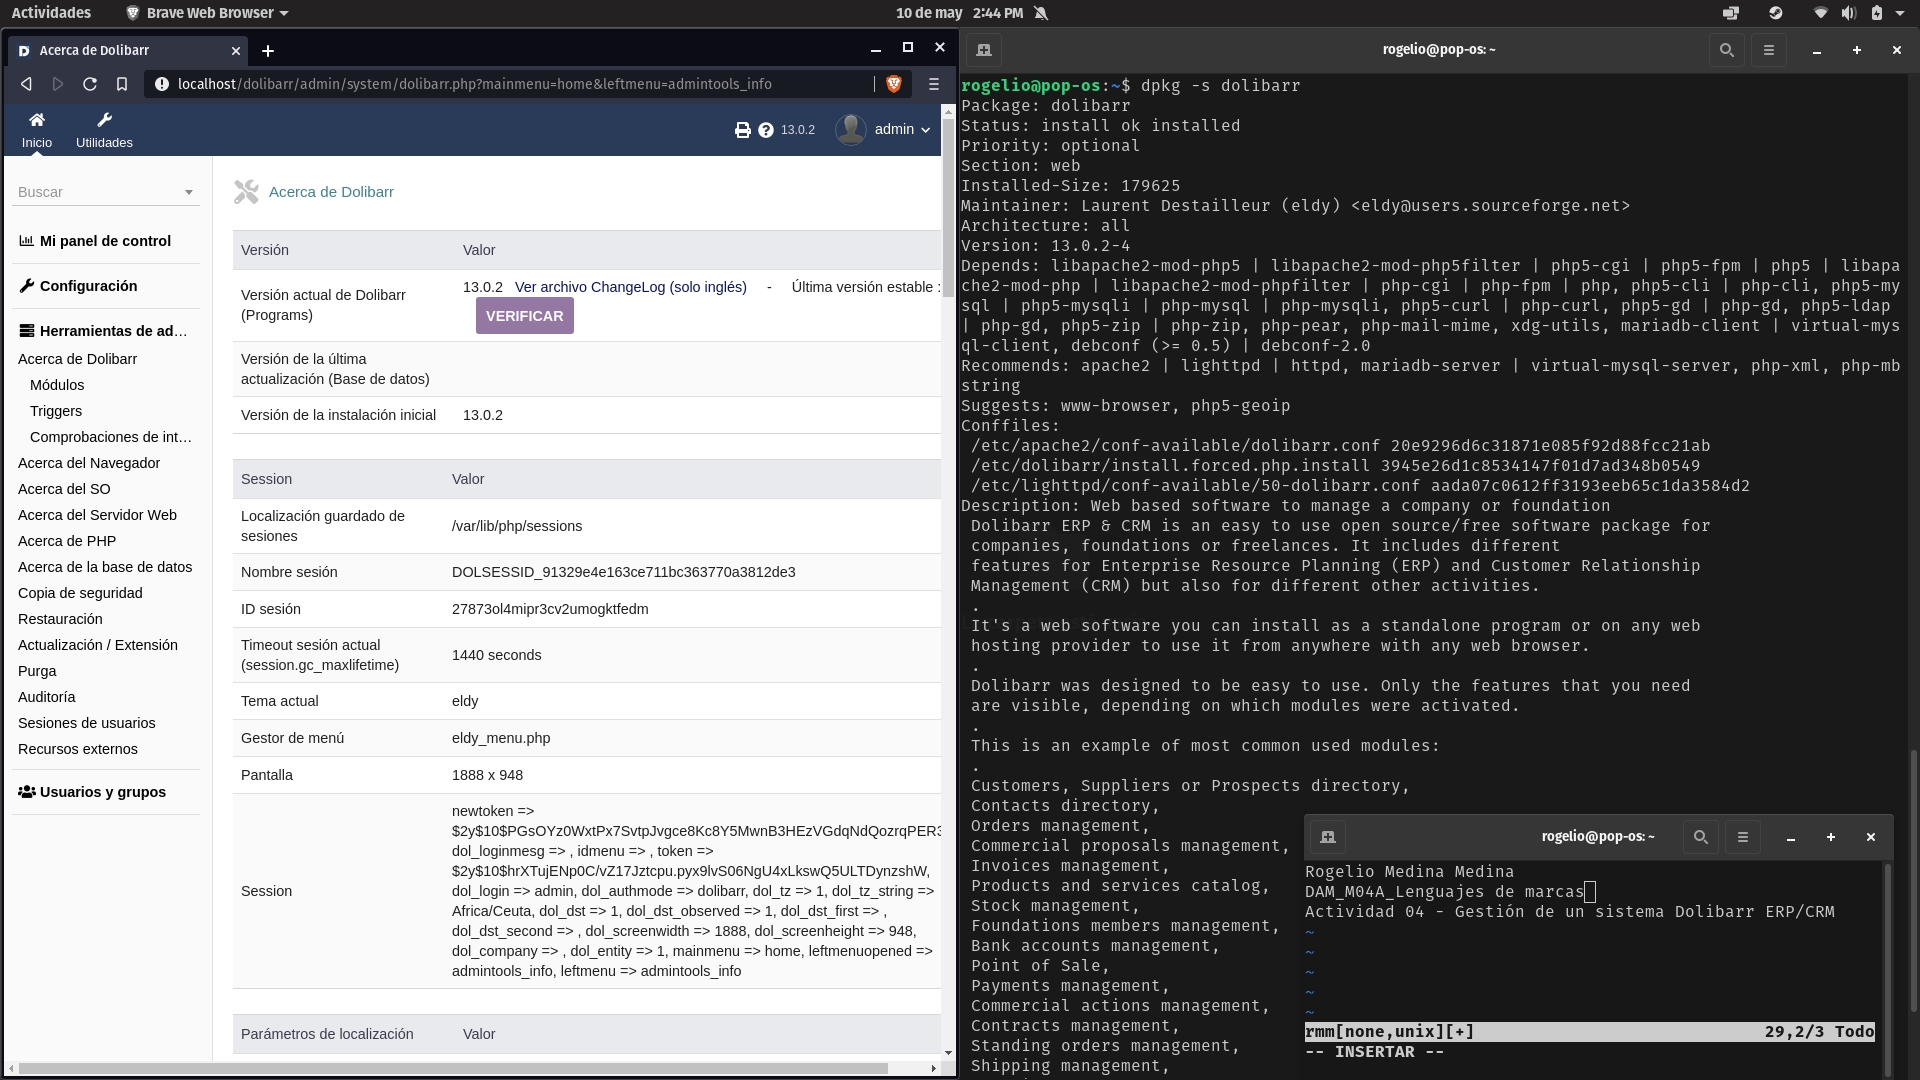 Actividades
Brave Web Browser
10 de may 2:44 PM
Acerca de Dolibarr
localhost/dolibarr/admin/system/dolibarr.php?mainmenu=home&leftmenu=admintools_info
Inicio
Utilidades
13.0.2
admin
Buscar
Mi panel de control
Configuración
Herramientas de ad...
Acerca de Dolibarr
Módulos
Triggers
Comprobaciones de int...
Acerca del Navegador
Acerca del SO
Acerca del Servidor Web
Acerca de PHP
Acerca de la base de datos
Copia de seguridad
Restauración
Actualización / Extensión
Purga
Auditoría
Sesiones de usuarios
Recursos externos
Usuarios y grupos
Acerca de Dolibarr
Versión Valor
Versión actual de Dolibarr (Programs) 13.0.2 Ver archivo ChangeLog (solo inglés) - Última versión estable :
VERIFICAR
Versión de la última
actualización (Base de datos)
Versión de la instalación inicial 13.0.2
Session Valor
Localización guardado de sesiones /var/lib/php/sessions
Nombre sesión DOLSESSID_91329e4e163ce711bc363770a3812de3
ID sesión 27873ol4mipr3cv2umogktfedm
Timeout sesión actual (session.gc_maxlifetime) 1440 seconds
Tema actual eldy
Gestor de menú eldy_menu.php
Pantalla 1888 x 948
Session
newtoken =>
$2y$10$PGsOYz0WxtPx7SvtpJvgce8Kc8Y5MwnB3HEzVGdqNdQozrqPER3
dol_loginmesg => , idmenu => , token =>
$2y$10$hrXTujENp0C/vZ17Jztcpu.pyx9lvS06NgU4xLkswQ5ULTDynzshW,
dol_login => admin, dol_authmode => dolibarr, dol_tz => 1, dol_tz_string =>
Africa/Ceuta, dol_dst => 1, dol_dst_observed => 1, dol_dst_first => ,
dol_dst_second => , dol_screenwidth => 1888, dol_screenheight => 948,
dol_company => , dol_entity => 1, mainmenu => home, leftmenuopened =>
admintools_info, leftmenu => admintools_info
Parámetros de localización Valor
rogelio@pop-os: ~
rogelio@pop-os:~$ dpkg -s dolibarr
Package: dolibarr
Status: install ok installed
Priority: optional
Section: web
Installed-Size: 179625
Maintainer: Laurent Destailleur (eldy) <eldy@users.sourceforge.net>
Architecture: all
Version: 13.0.2-4
Depends: libapache2-mod-php5 | libapache2-mod-php5filter | php5-cgi | php5-fpm | php5 | libapa
che2-mod-php | libapache2-mod-phpfilter | php-cgi | php-fpm | php, php5-cli | php-cli, php5-my
sql | php5-mysqli | php-mysql | php-mysqli, php5-curl | php-curl, php5-gd | php-gd, php5-ldap
| php-gd, php5-zip | php-zip, php-pear, php-mail-mime, xdg-utils, mariadb-client | virtual-mys
ql-client, debconf (>= 0.5) | debconf-2.0
Recommends: apache2 | lighttpd | httpd, mariadb-server | virtual-mysql-server, php-xml, php-mb
string
Suggests: www-browser, php5-geoip
Conffiles:
/etc/apache2/conf-available/dolibarr.conf 20e9296d6c31871e085f92d88fcc21ab
/etc/dolibarr/install.forced.php.install 3945e26d1c8534147f01d7ad348b0549
/etc/lighttpd/conf-available/50-dolibarr.conf aada07c0612ff3193eeb65c1da3584d2
Description: Web based software to manage a company or foundation
Dolibarr ERP & CRM is an easy to use open source/free software package for
companies, foundations or freelances. It includes different
features for Enterprise Resource Planning (ERP) and Customer Relationship
Management (CRM) but also for different other activities.
.
It's a web software you can install as a standalone program or on any web
hosting provider to use it from anywhere with any web browser.
.
Dolibarr was designed to be easy to use. Only the features that you need
are visible, depending on which modules were activated.
.
This is an example of most common used modules:
.
Customers, Suppliers or Prospects directory,
Contacts directory,
Orders management,
Commercial proposals management,
Invoices management,
Products and services catalog,
Stock management,
Foundations members management,
Bank accounts management,
Point of Sale,
Payments management,
Commercial actions management,
Contracts management,
Standing orders management,
Shipping management,
rogelio@pop-os: ~
Rogelio Medina Medina
DAM_M04A_Lenguajes de marcas
Actividad 04 - Gestión de un sistema Dolibarr ERP/CRM
~
~
~
~
~
rmm[none,unix][+] 29,2/3 Todo
-- INSERTAR --